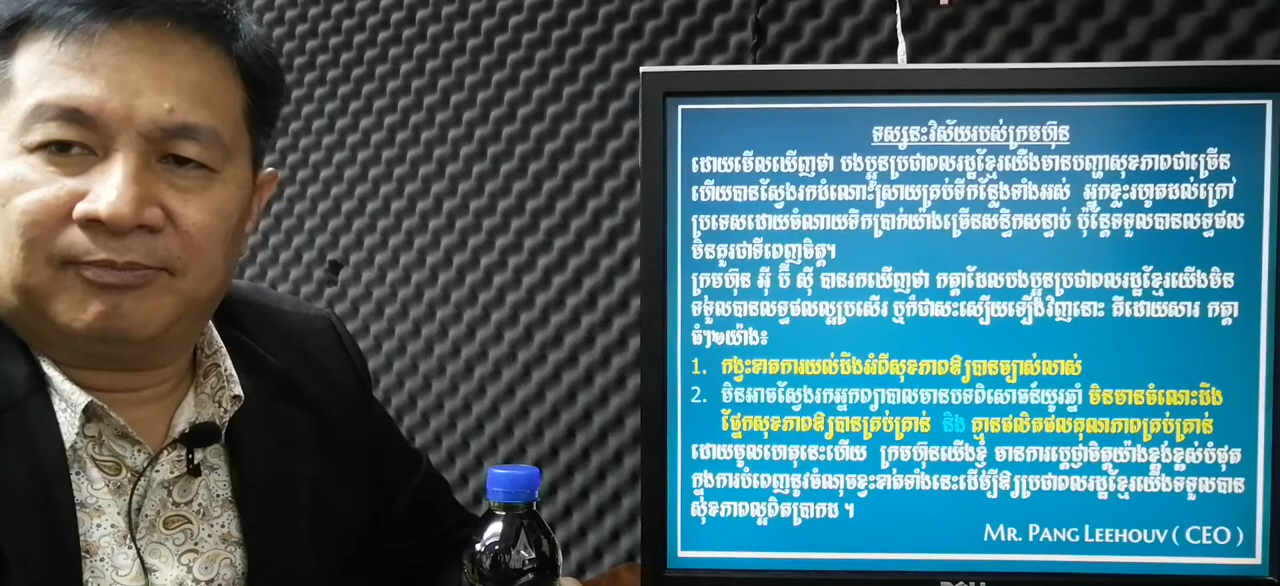 ទស្សនះវិស័យរបស់ក្រុមហ៊ុន
ដោយមើលឃើញថា បងប្អូនប្រជាពលរដ្ឋខ្មែរយើងមានបញ្ហាសុខភាពជាច្រើន
ហើយបានស្វែងរកដំណោះស្រាយគ្រប់ទីកន្លែងទាំងអស់ អ្នកខ្លះរហូតដល់ក្រៅ
ប្រទេសដោយចំណាយទឹកប្រាក់យ៉ាងច្រើនសន្ធឹកសន្ធាប់ ប៉ុន្តែទទួលបានលទ្ធផល
មិនគួរជាទីពេញចិត្ត។
ក្រុមហ៊ុន អ៊ី ប៊ី ស៊ី បានរកឃើញថា កត្តាដែលបងប្អូនប្រជាពលរដ្ឋខ្មែរយើងមិន
ទទួលបានលទ្ធផលល្អប្រសើរ ឬក៏ជាសះស្បើយឡើងវិញនោះ គឺដោយសារ កត្តា
ធំៗ២យ៉ាង៖
1. កង្វះខាតការយល់ដឹងអំពីសុខភាពឱ្យបានច្បាស់លាស់
2. មិនអាចស្វែងរកអ្នកព្យាបាលមានបទពិសោធន៍យូរឆ្នាំ មិនមានចំណេះដឹង
ផ្នែកសុខភាពឱ្យបានគ្រប់គ្រាន់ និង គ្មានផលិតផលគុណភាពគ្រប់គ្រាន់
ដោយមូលហេតុនេះហើយ ក្រុមហ៊ុនយើងខ្ញុំ មានការប្តេជ្ញាចិត្តយ៉ាងខ្ពង់ខ្ពស់បំផុត
ក្នុងការបំពេញនូវចំណុចខ្វះខាតទាំងនេះដើម្បីឱ្យប្រជាពលរដ្ឋខ្មែរយើងទទួលបាន
សុខភាពល្អពិតប្រាកដ ។
Mr. Pang Leehouv ( CEO )